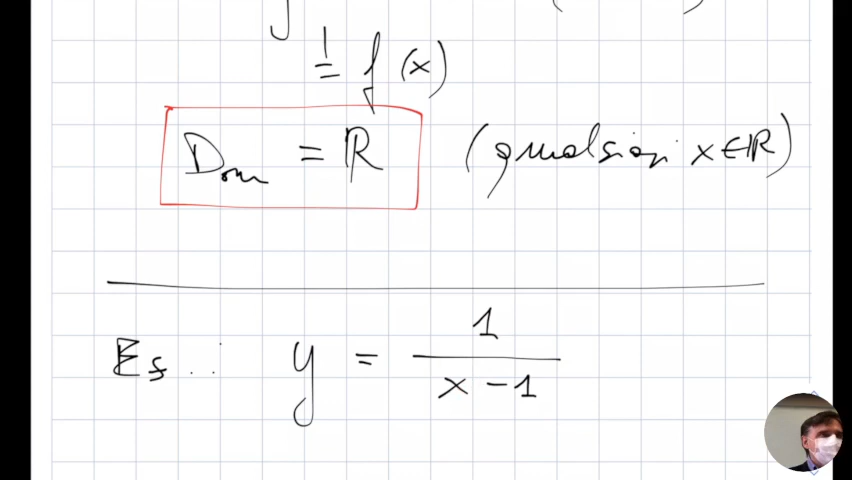 = f(x)
Dom = ℝ (qualsiasi x ∈ ℝ)
Es.: y = 1 / (x - 1)